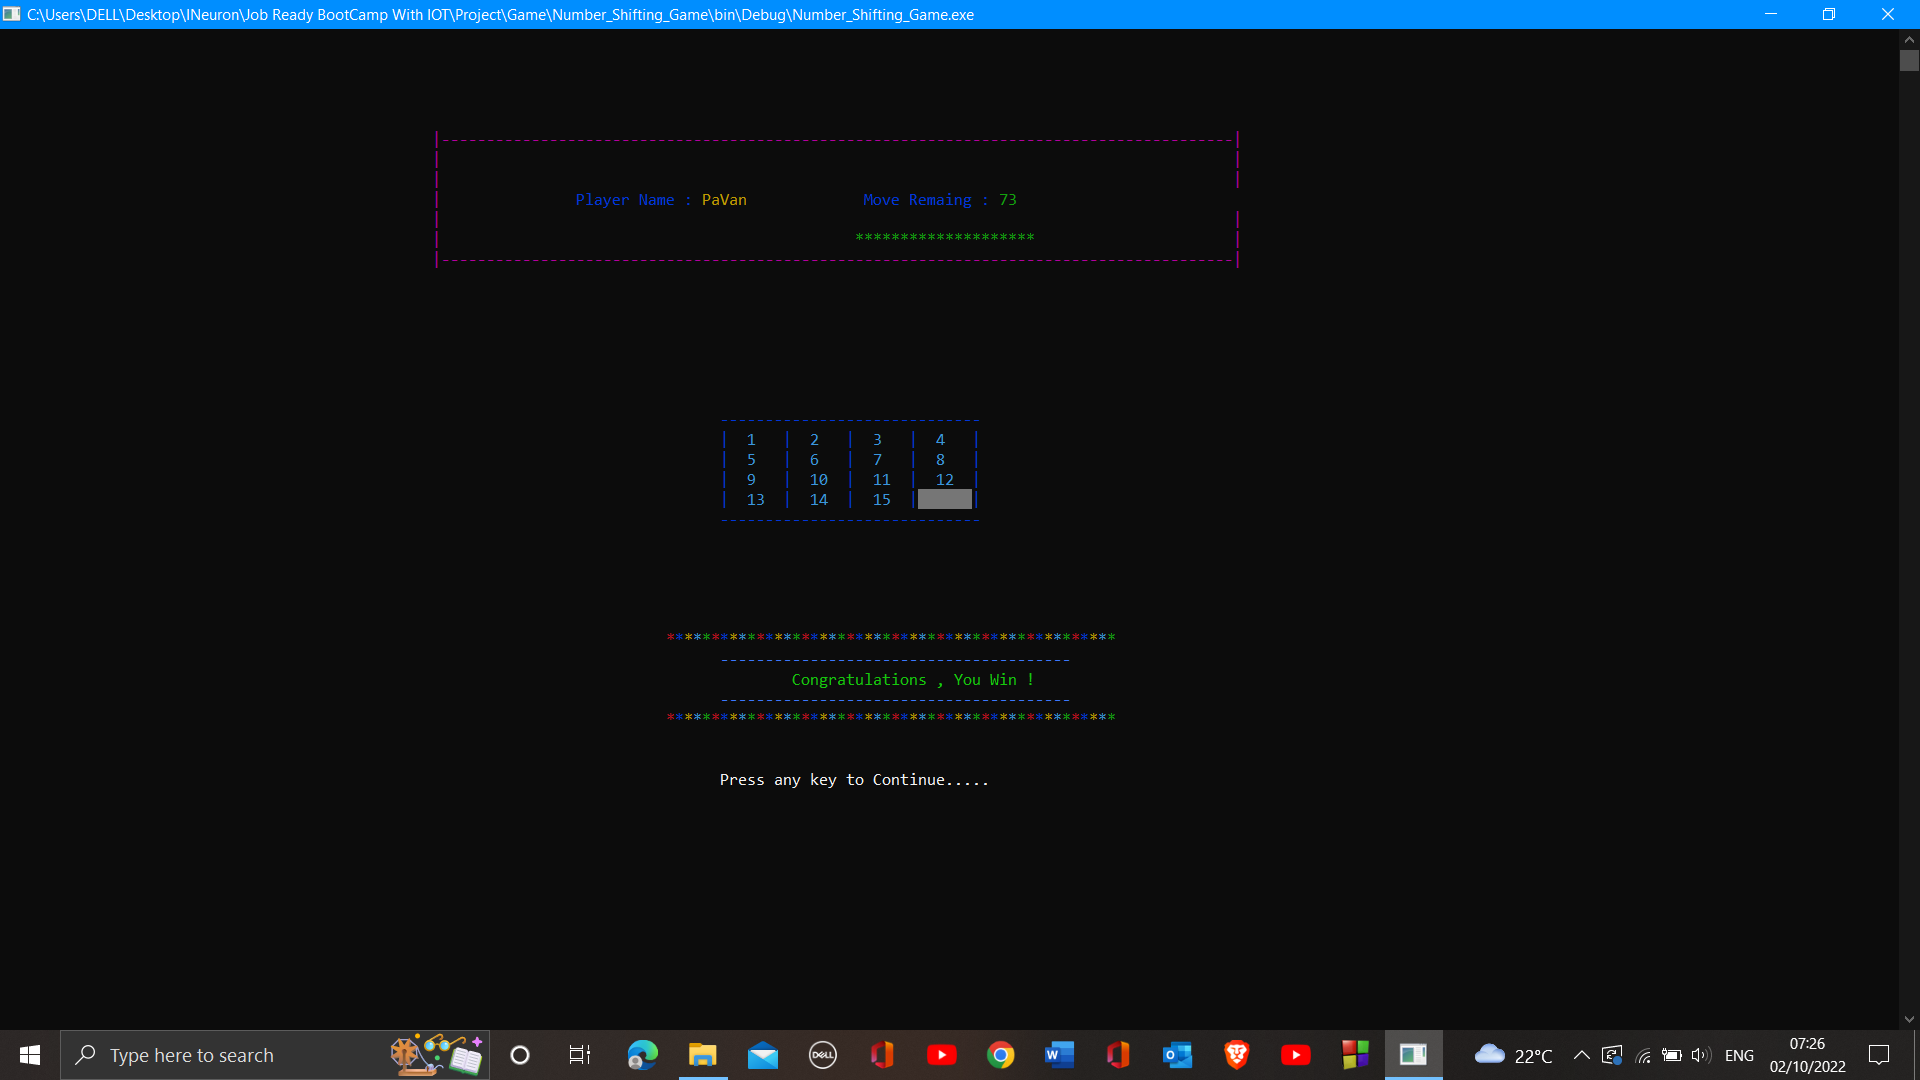 C:\Users\DELL\Desktop\INeuron\Job Ready BootCamp With IOT\Project\Game\Number_Shifting_Game\bin\Debug\Number_Shifting_Game.exe
|----------------------------------------------------------------------------------------|
Player Name : PaVan Move Remaing : 73
********************
|----------------------------------------------------------------------------------------|
-----------------------------
| 1 | 2 | 3 | 4 |
| 5 | 6 | 7 | 8 |
| 9 | 10 | 11 | 12 |
| 13 | 14 | 15 | |
-----------------------------
**************************************************
---------------------------------------
Congratulations , You Win !
---------------------------------------
**************************************************
Press any key to Continue.....
Type here to search
DELL
22°C
ENG
07:26
02/10/2022